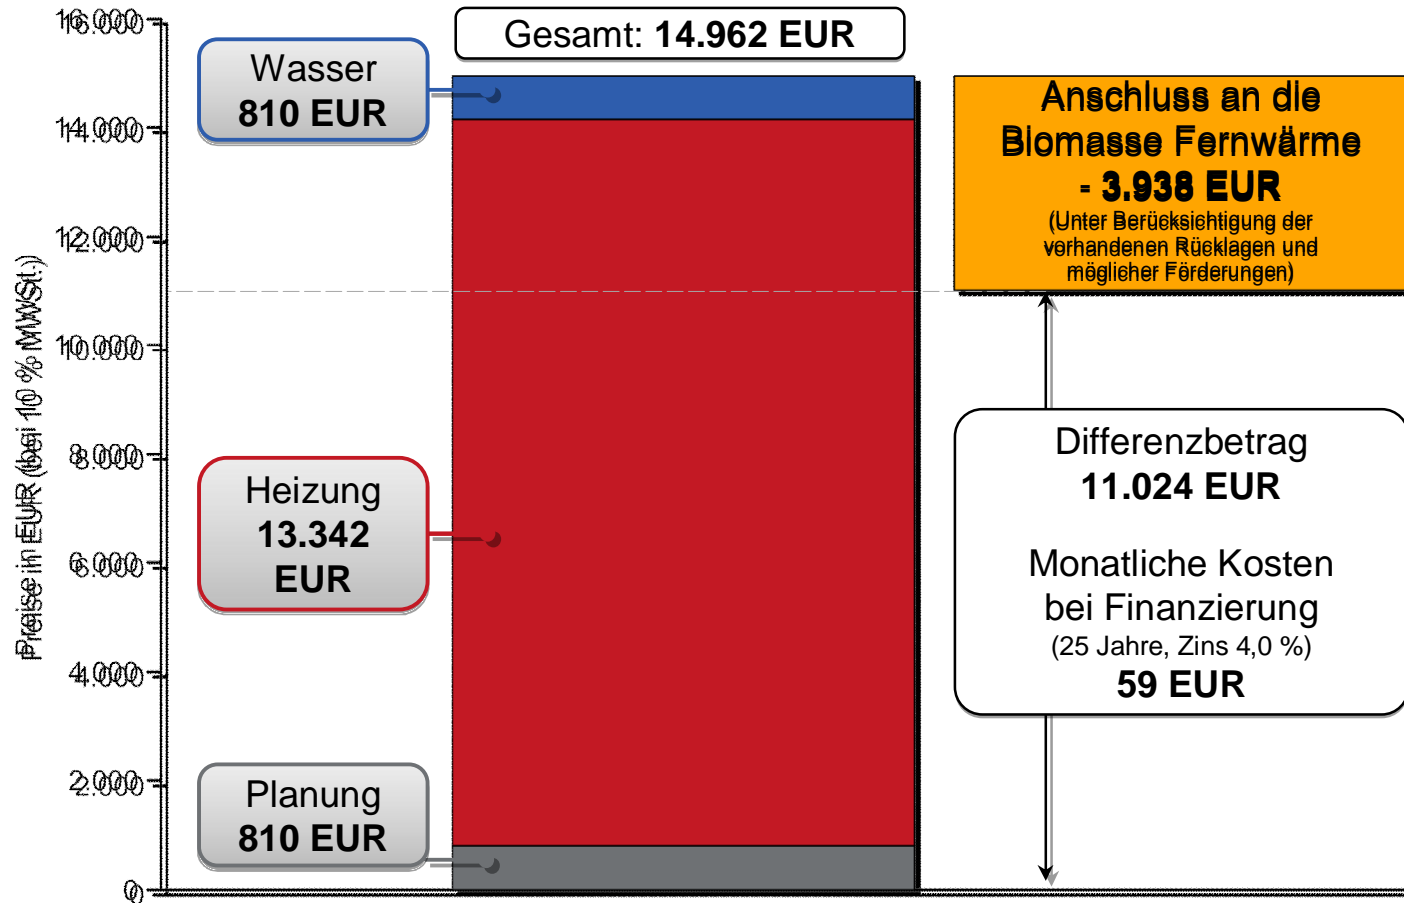 Preise in EUR (bei 10 % MWSt.)
16.000
14.000
12.000
10.000
8.000
6.000
4.000
2.000
0
Gesamt: 14.962 EUR
Wasser
810 EUR
Heizung
13.342
EUR
Planung
810 EUR
Anschluss an die
Biomasse Fernwärme
- 3.938 EUR
(Unter Berücksichtigung der
vorhandenen Rücklagen und
möglicher Förderungen)
Differenzbetrag
11.024 EUR
Monatliche Kosten
bei Finanzierung
(25 Jahre, Zins 4,0 %)
59 EUR